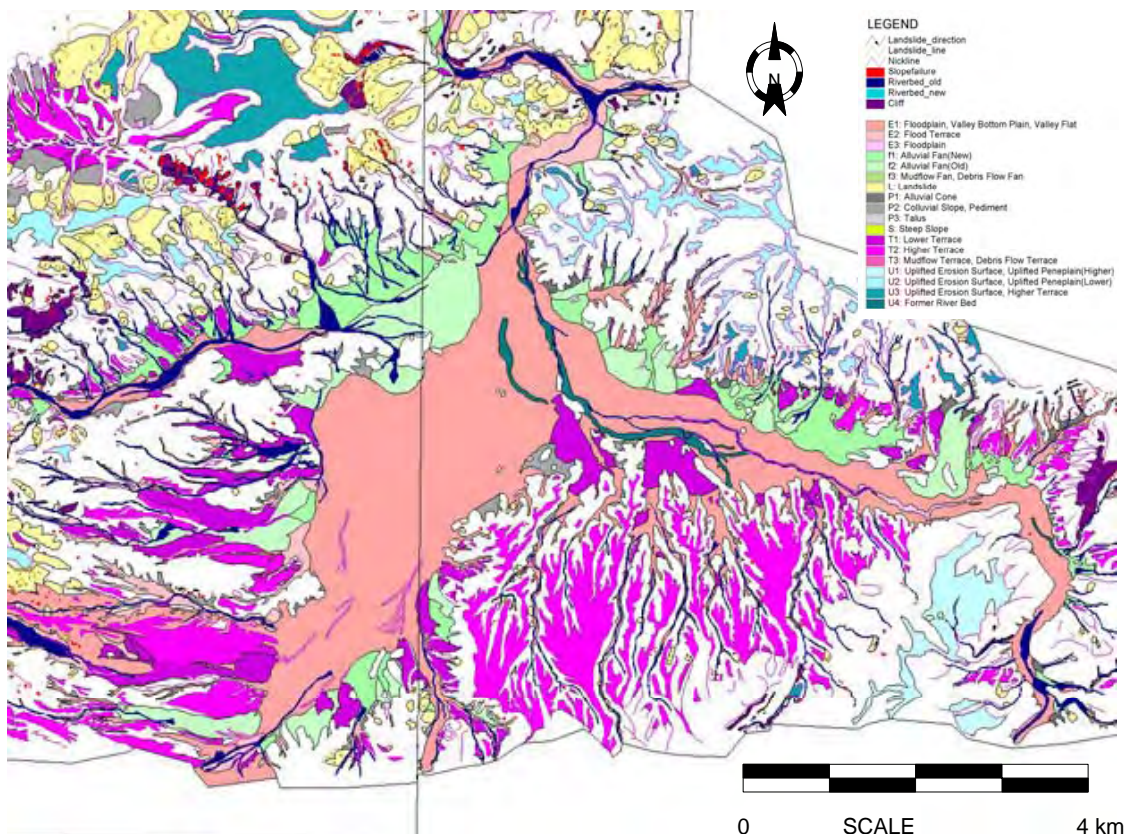 LEGEND
Landslide_direction
Landslide_line
Nickline
Slopefailure
Riverbed_old
Riverbed_new
Cliff
E1: Floodplain, Valley Bottom Plain, Valley Flat
E2: Flood Terrace
E3: Floodplain
f1: Alluvial Fan(New)
f2: Alluvial Fan(Old)
f3: Mudflow Fan, Debris Flow Fan
L: Landslide
P1: Alluvial Cone
P2: Colluvial Slope, Pediment
P3: Talus
S: Steep Slope
T1: Lower Terrace
T2: Higher Terrace
T3: Mudflow Terrace, Debris Flow Terrace
U1: Uplifted Erosion Surface, Uplifted Peneplain(Higher)
U2: Uplifted Erosion Surface, Uplifted Peneplain(Lower)
U3: Uplifted Erosion Surface, Higher Terrace
U4: Former River Bed
N
0 SCALE 4 km